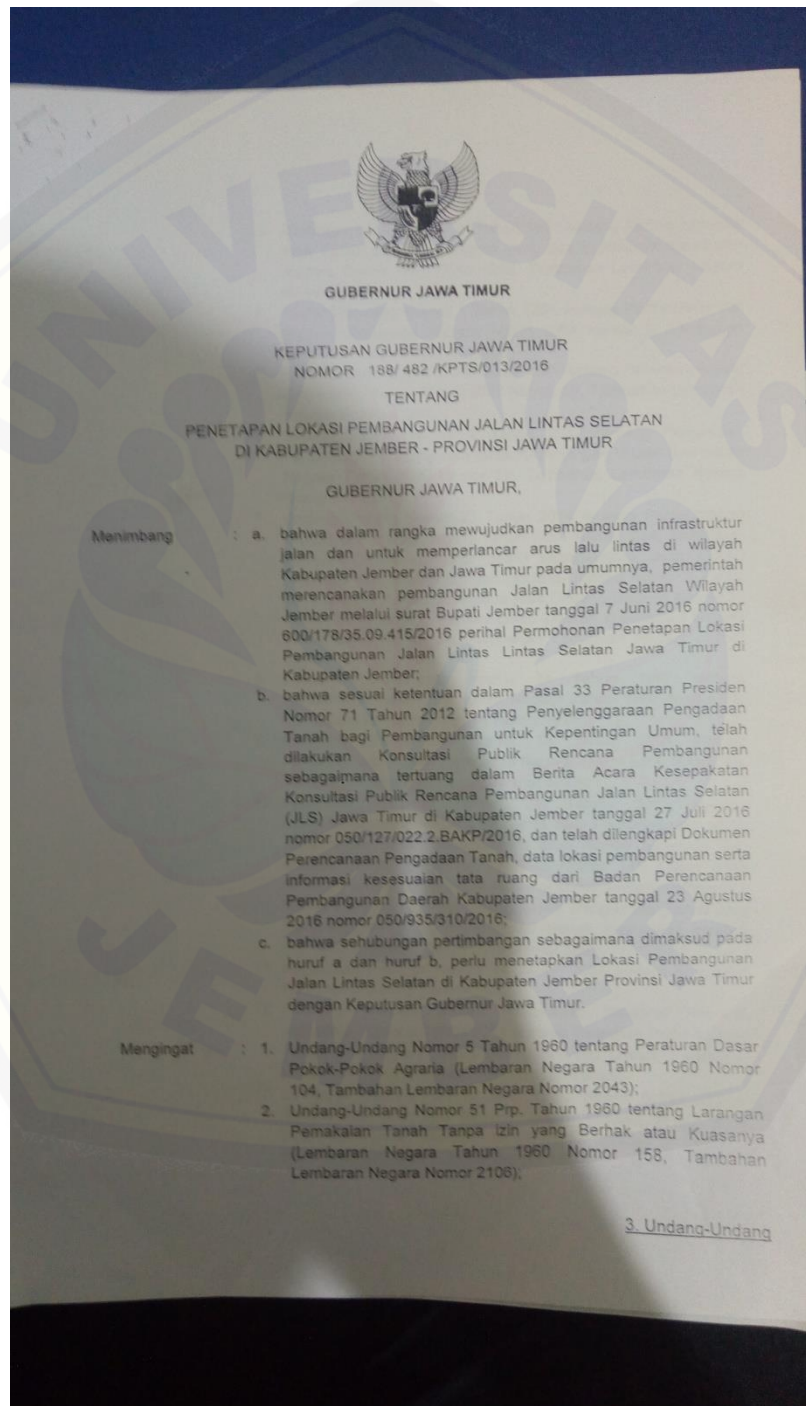 GUBERNUR JAWA TIMUR
KEPUTUSAN GUBERNUR JAWA TIMUR
NOMOR 188/ 482 /KPTS/013/2016
TENTANG
PENETAPAN LOKASI PEMBANGUNAN JALAN LINTAS SELATAN
DI KABUPATEN JEMBER - PROVINSI JAWA TIMUR
GUBERNUR JAWA TIMUR,
Menimbang : a. bahwa dalam rangka mewujudkan pembangunan infrastruktur
jalan dan untuk memperlancar arus lalu lintas di wilayah
Kabupaten Jember dan Jawa Timur pada umumnya, pemerintah
merencanakan pembangunan Jalan Lintas Selatan Wilayah
Jember melalui surat Bupati Jember tanggal 7 Juni 2016 nomor
600/178/35.09.415/2016 perihal Permohonan Penetapan Lokasi
Pembangunan Jalan Lintas Lintas Selatan Jawa Timur di
Kabupaten Jember;
b. bahwa sesuai ketentuan dalam Pasal 33 Peraturan Presiden
Nomor 71 Tahun 2012 tentang Penyelenggaraan Pengadaan
Tanah bagi Pembangunan untuk Kepentingan Umum, telah
dilakukan Konsultasi Publik Rencana Pembangunan
sebagaimana tertuang dalam Berita Acara Kesepakatan
Konsultasi Publik Rencana Pembangunan Jalan Lintas Selatan
(JLS) Jawa Timur di Kabupaten Jember tanggal 27 Juli 2016
nomor 050/127/022.2.BAKP/2016, dan telah dilengkapi Dokumen
Perencanaan Pengadaan Tanah, data lokasi pembangunan serta
informasi kesesuaian tata ruang dari Badan Perencanaan
Pembangunan Daerah Kabupaten Jember tanggal 23 Agustus
2016 nomor 050/935/310/2016;
c. bahwa sehubungan pertimbangan sebagaimana dimaksud pada
huruf a dan huruf b, perlu menetapkan Lokasi Pembangunan
Jalan Lintas Selatan di Kabupaten Jember Provinsi Jawa Timur
dengan Keputusan Gubernur Jawa Timur.
Mengingat : 1. Undang-Undang Nomor 5 Tahun 1960 tentang Peraturan Dasar
Pokok-Pokok Agraria (Lembaran Negara Tahun 1960 Nomor
104, Tambahan Lembaran Negara Nomor 2043);
2. Undang-Undang Nomor 51 Prp. Tahun 1960 tentang Larangan
Pemakaian Tanah Tanpa Izin yang Berhak atau Kuasanya
(Lembaran Negara Tahun 1960 Nomor 158, Tambahan
Lembaran Negara Nomor 2106);
3. Undang-Undang
UNIVERSITAS
JEMBER